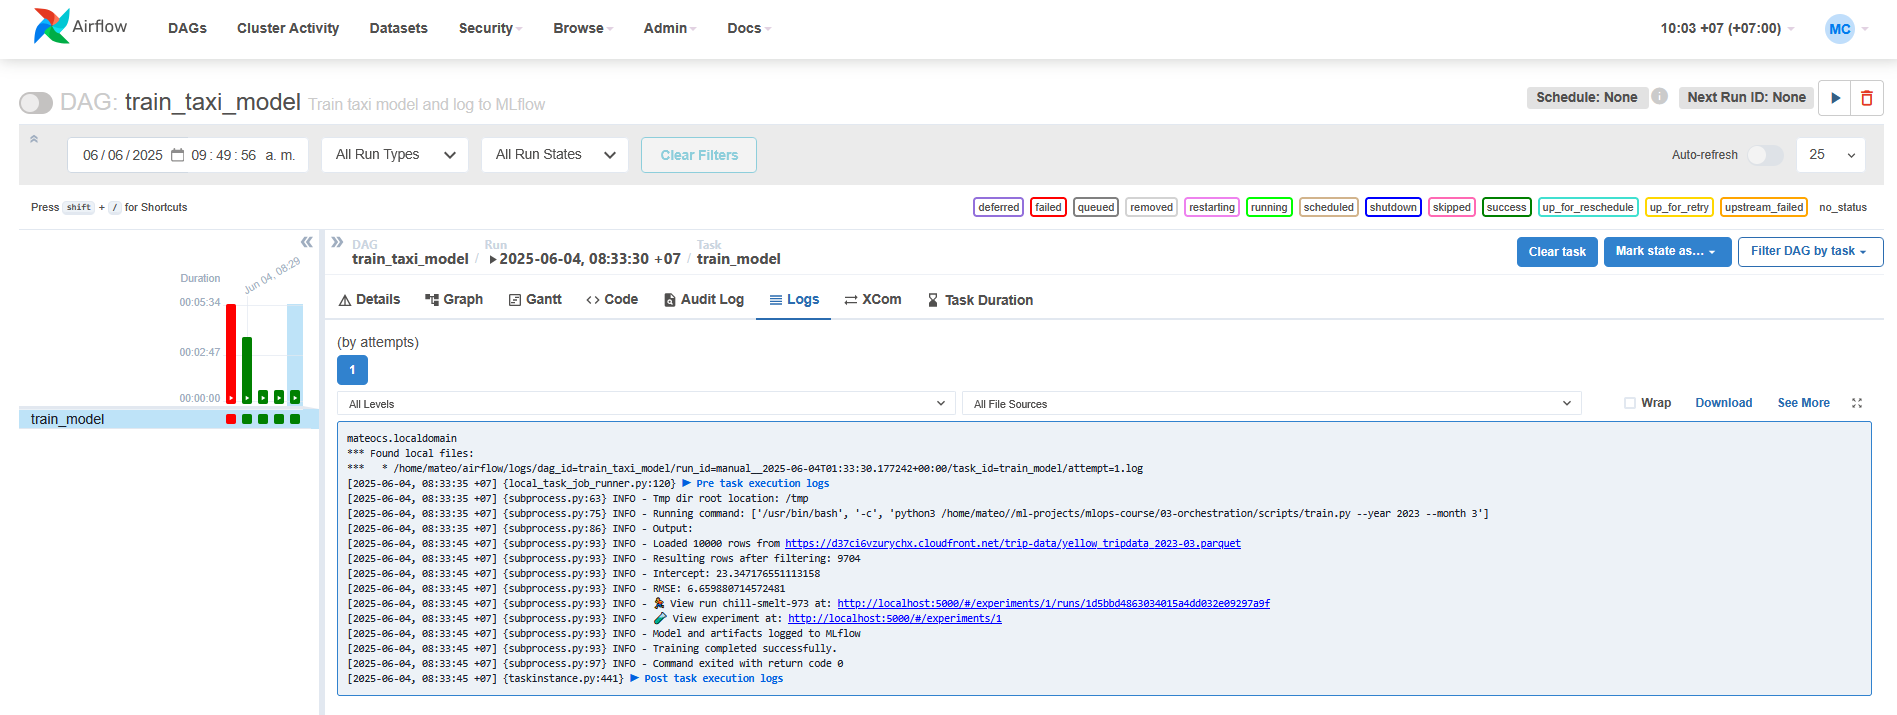 Airflow DAGs Cluster Activity Datasets Security Browse Admin Docs 10:03 +07 (+07:00) MC
DAG: train_taxi_model Train taxi model and log to MLflow Schedule: None Next Run ID: None
06/06/2025 09:49:56 a. m. All Run Types All Run States Clear Filters Auto-refresh 25
Press shift + / for Shortcuts deferred failed queued removed restarting running scheduled shutdown skipped success up_for_reschedule up_for_retry upstream_failed no_status
DAG Run Task
train_taxi_model / 2025-06-04, 08:33:30 +07 / train_model Clear task Mark state as... Filter DAG by task
Jun 04, 08:29
Duration
00:05:34
00:02:47
00:00:00
train_model
Details Graph Gantt Code Audit Log Logs XCom Task Duration
(by attempts)
1
All Levels All File Sources Wrap Download See More
mateocs.localdomain
*** Found local files:
***   * /home/mateo/airflow/logs/dag_id=train_taxi_model/run_id=manual__2025-06-04T01:33:30.177242+00:00/task_id=train_model/attempt=1.log
[2025-06-04, 08:33:35 +07] {local_task_job_runner.py:120} ▶ Pre task execution logs
[2025-06-04, 08:33:35 +07] {subprocess.py:63} INFO - Tmp dir root location: /tmp
[2025-06-04, 08:33:35 +07] {subprocess.py:75} INFO - Running command: ['/usr/bin/bash', '-c', 'python3 /home/mateo//ml-projects/mlops-course/03-orchestration/scripts/train.py --year 2023 --month 3']
[2025-06-04, 08:33:35 +07] {subprocess.py:86} INFO - Output:
[2025-06-04, 08:33:45 +07] {subprocess.py:93} INFO - Loaded 10000 rows from https://d37ci6vzurychx.cloudfront.net/trip-data/yellow_tripdata_2023-03.parquet
[2025-06-04, 08:33:45 +07] {subprocess.py:93} INFO - Resulting rows after filtering: 9704
[2025-06-04, 08:33:45 +07] {subprocess.py:93} INFO - Intercept: 23.347176551113158
[2025-06-04, 08:33:45 +07] {subprocess.py:93} INFO - RMSE: 6.659880714572481
[2025-06-04, 08:33:45 +07] {subprocess.py:93} INFO - 🏃 View run chill-smelt-973 at: http://localhost:5000/#/experiments/1/runs/1d5bbd4863034015a4dd032e09297a9f
[2025-06-04, 08:33:45 +07] {subprocess.py:93} INFO - 🧪 View experiment at: http://localhost:5000/#/experiments/1
[2025-06-04, 08:33:45 +07] {subprocess.py:93} INFO - Model and artifacts logged to MLflow
[2025-06-04, 08:33:45 +07] {subprocess.py:93} INFO - Training completed successfully.
[2025-06-04, 08:33:45 +07] {subprocess.py:97} INFO - Command exited with return code 0
[2025-06-04, 08:33:45 +07] {taskinstance.py:441} ▶ Post task execution logs